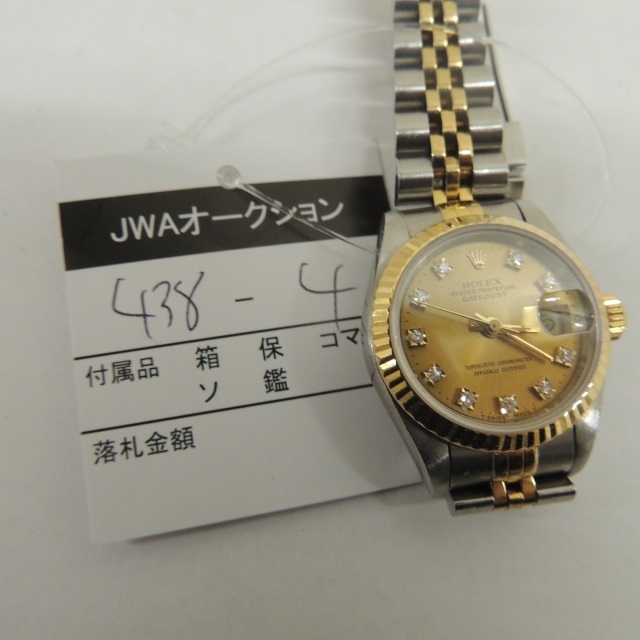 JWAオークション
438 - 4
付属品 箱 保 コマ
ソ 鑑
落札金額
ROLEX
OYSTER PERPETUAL
DATEJUST
SUPERLATIVE CHRONOMETER
OFFICIALLY CERTIFIED